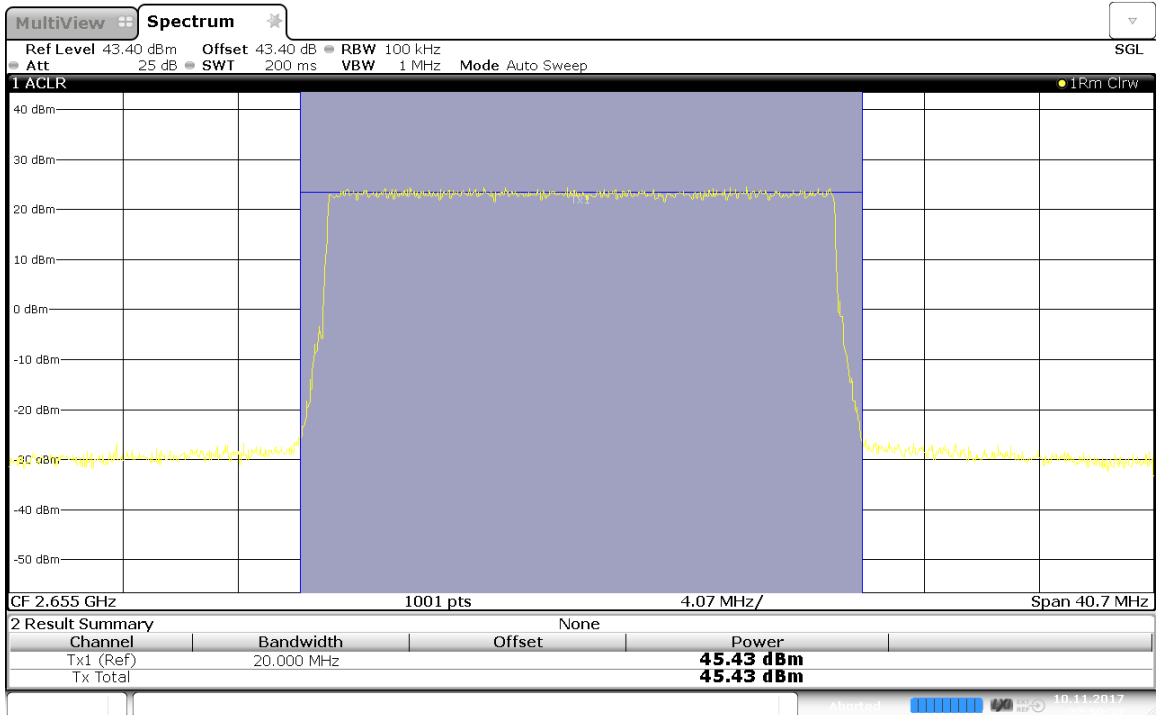 MultiView Spectrum
Ref Level 43.40 dBm Offset 43.40 dB RBW 100 kHz SGL
Att 25 dB SWT 200 ms VBW 1 MHz Mode Auto Sweep
1 ACLR 1Rm Clrw
40 dBm
30 dBm
Tx1
20 dBm
10 dBm
0 dBm
-10 dBm
-20 dBm
-30 dBm
-40 dBm
-50 dBm
CF 2.655 GHz 1001 pts 4.07 MHz/ Span 40.7 MHz
2 Result Summary None
Channel Bandwidth Offset Power
Tx1 (Ref) 20.000 MHz 45.43 dBm
Tx Total 45.43 dBm
Aborted 10.11.2017